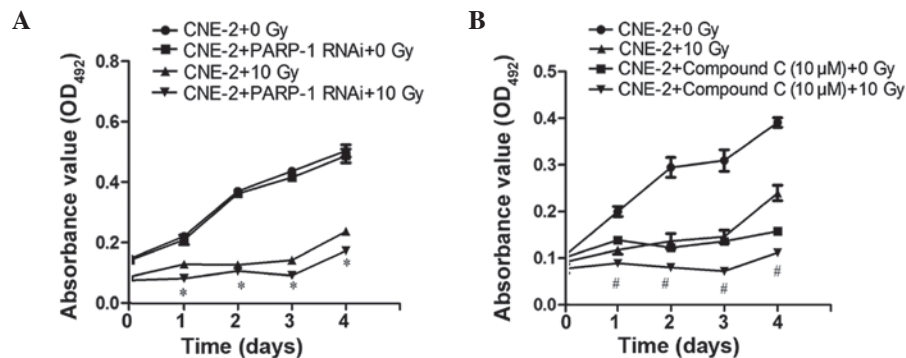 A
CNE-2+0 Gy
CNE-2+PARP-1 RNAi+0 Gy
CNE-2+10 Gy
CNE-2+PARP-1 RNAi+10 Gy
Absorbance value (OD492)
0.8
0.6
0.4
0.2
0.0
* * * *
0 1 2 3 4
Time (days)
B
CNE-2+0 Gy
CNE-2+10 Gy
CNE-2+Compound C (10 µM)+0 Gy
CNE-2+Compound C (10 µM)+10 Gy
Absorbance value (OD492)
0.5
0.4
0.3
0.2
0.1
0.0
# # # #
0 1 2 3 4
Time (days)